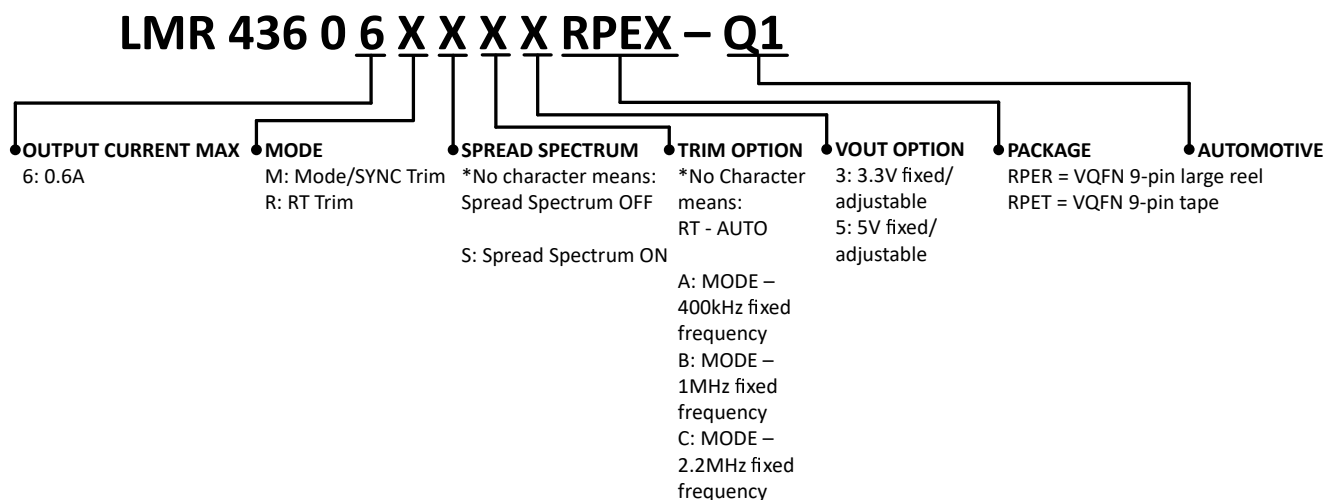 LMR 436 0 6 X X X X RPEX – Q1
OUTPUT CURRENT MAX
6: 0.6A
MODE
M: Mode/SYNC Trim
R: RT Trim
SPREAD SPECTRUM
*No character means:
Spread Spectrum OFF
S: Spread Spectrum ON
TRIM OPTION
*No Character
means:
RT - AUTO
A: MODE –
400kHz fixed
frequency
B: MODE –
1MHz fixed
frequency
C: MODE –
2.2MHz fixed
frequency
VOUT OPTION
3: 3.3V fixed/
adjustable
5: 5V fixed/
adjustable
PACKAGE
RPER = VQFN 9-pin large reel
RPET = VQFN 9-pin tape
AUTOMOTIVE